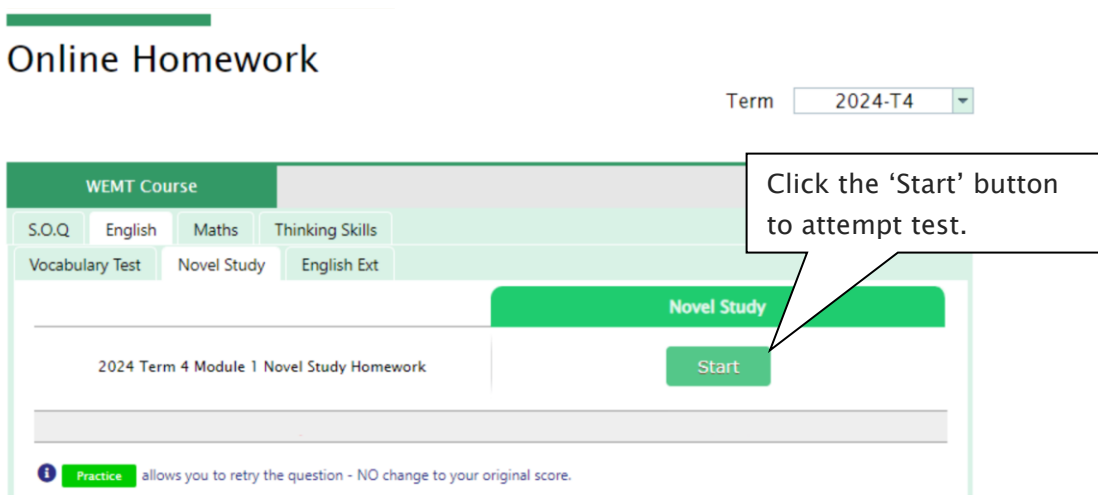 Online Homework
Term 2024-T4
WEMT Course
Click the ‘Start’ button
to attempt test.
S.O.Q English Maths Thinking Skills
Vocabulary Test Novel Study English Ext
Novel Study
2024 Term 4 Module 1 Novel Study Homework Start
Practice allows you to retry the question - NO change to your original score.